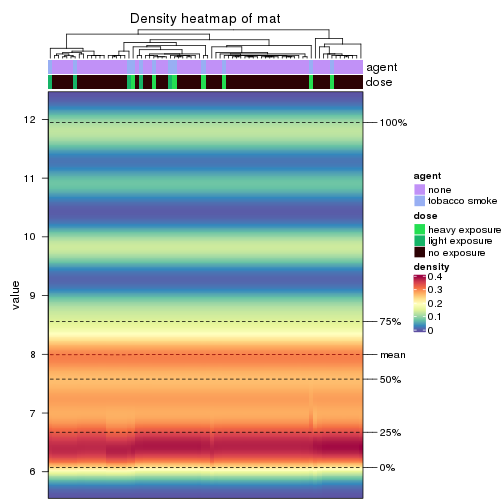 Density heatmap of mat
agent
dose
12
11
10
9
8
7
6
value
100%
75%
mean
50%
25%
0%
agent
none
tobacco smoke
dose
heavy exposure
light exposure
no exposure
density
0.4
0.3
0.2
0.1
0